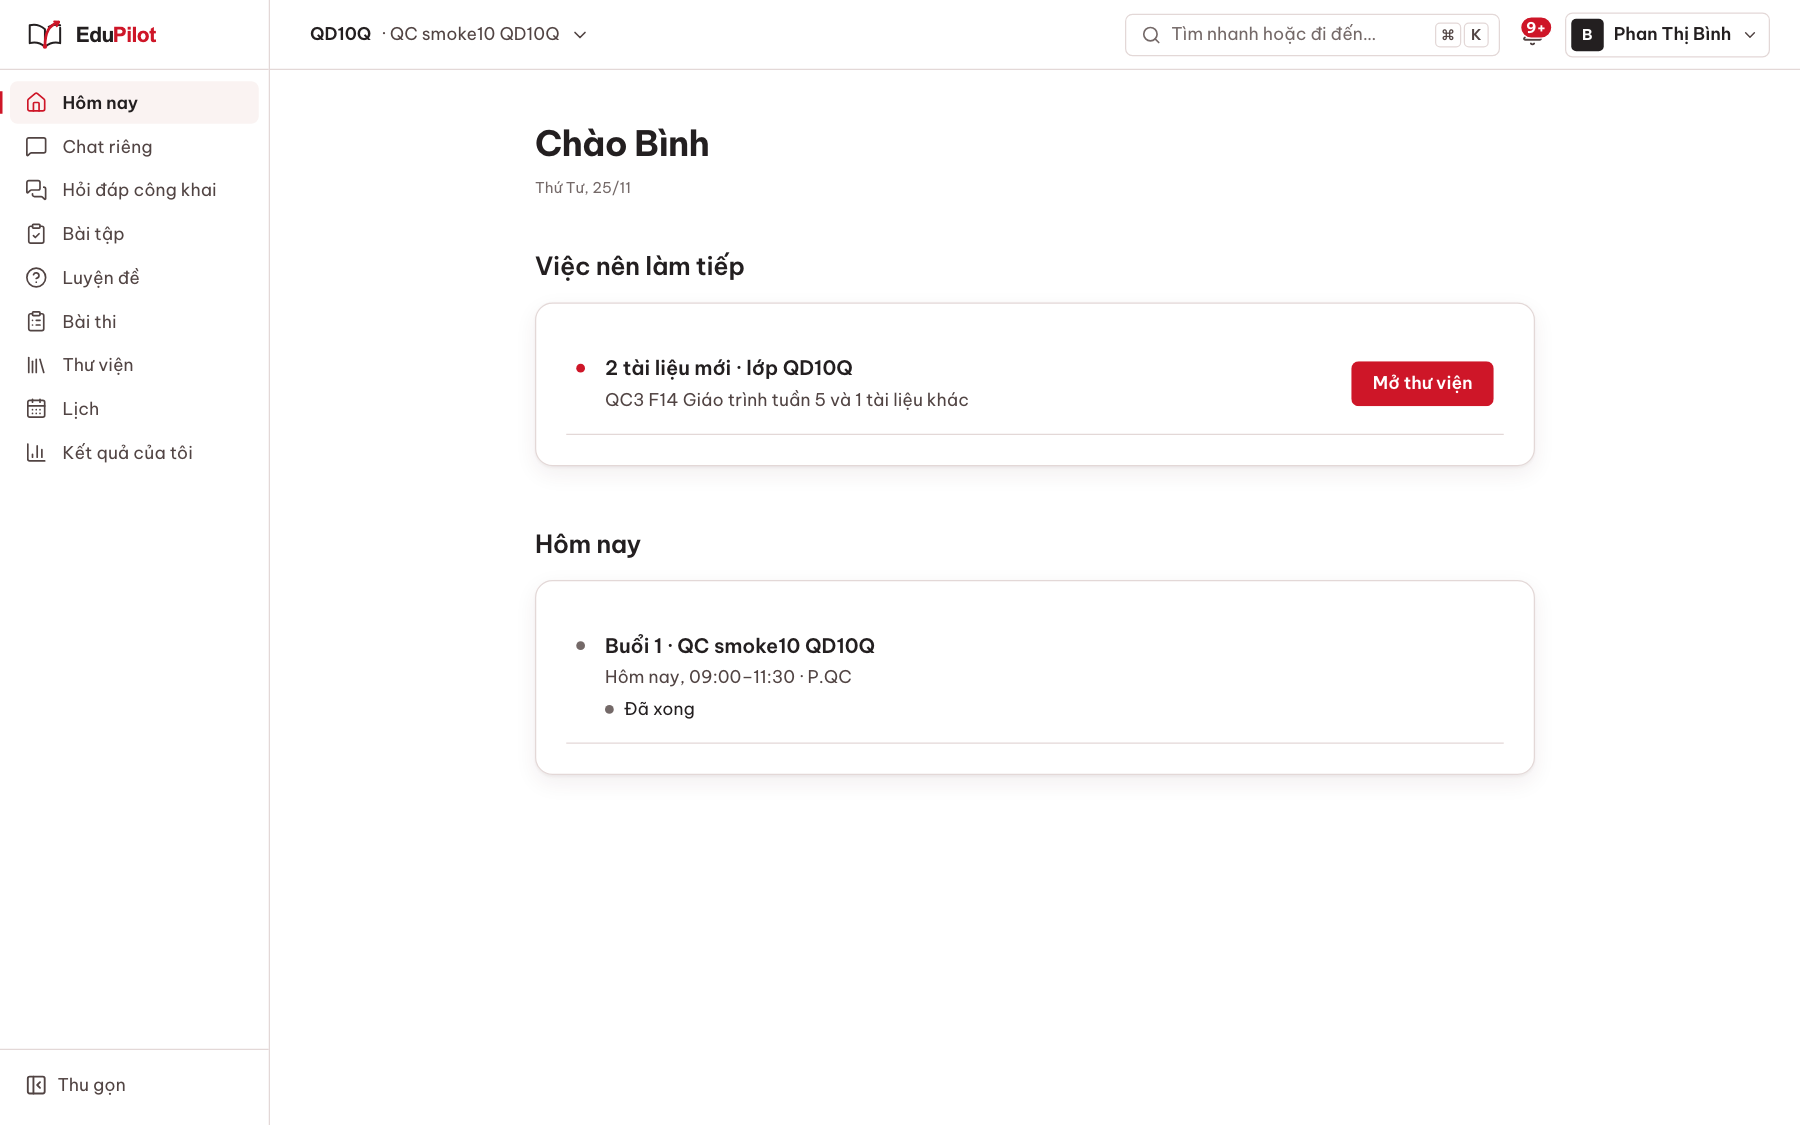 EduPilot
QD10Q · QC smoke10 QD10Q
Tìm nhanh hoặc đi đến...
⌘ K
9+
B
Phan Thị Bình
Hôm nay
Chat riêng
Hỏi đáp công khai
Bài tập
Luyện đề
Bài thi
Thư viện
Lịch
Kết quả của tôi
Thu gọn
Chào Bình
Thứ Tư, 25/11
Việc nên làm tiếp
2 tài liệu mới · lớp QD10Q
QC3 F14 Giáo trình tuần 5 và 1 tài liệu khác
Mở thư viện
Hôm nay
Buổi 1 · QC smoke10 QD10Q
Hôm nay, 09:00–11:30 · P.QC
Đã xong